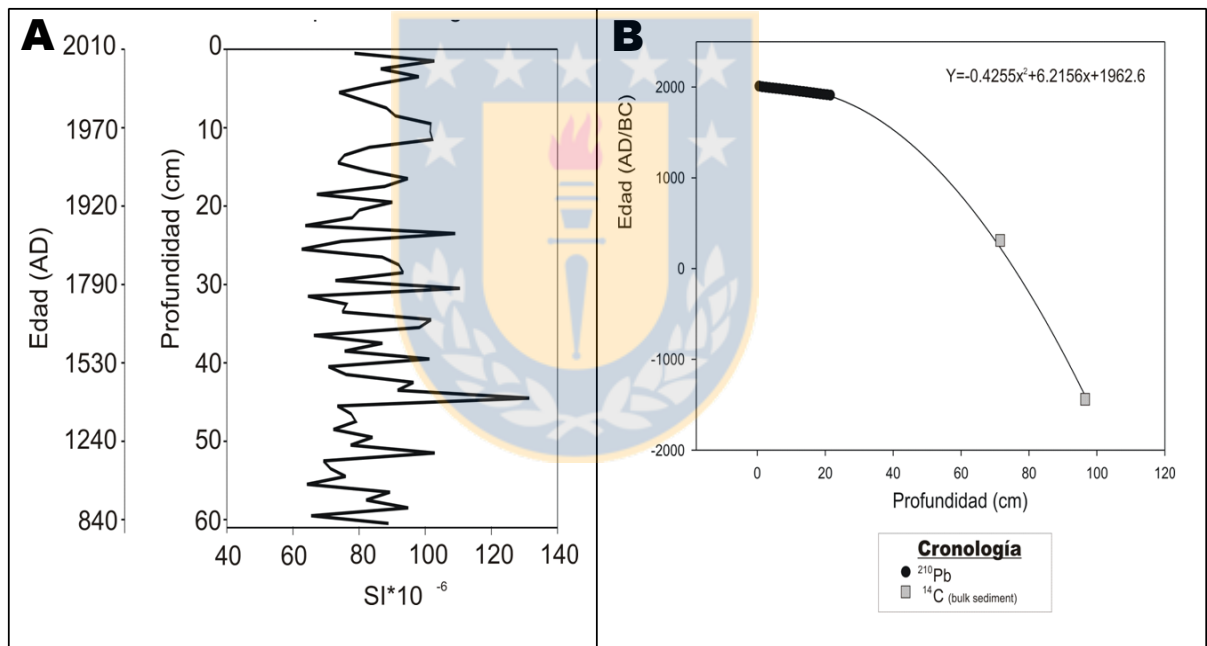 A
2010
1970
1920
1790
1530
1240
840
Edad (AD)
0
10
20
30
40
50
60
Profundidad (cm)
40 60 80 100 120 140
SI*10 -6
B
Y=-0.4255x2+6.2156x+1962.6
2000
1000
0
-1000
-2000
Edad (AD/BC)
0 20 40 60 80 100 120
Profundidad (cm)
Cronología
210Pb
14C (bulk sediment)